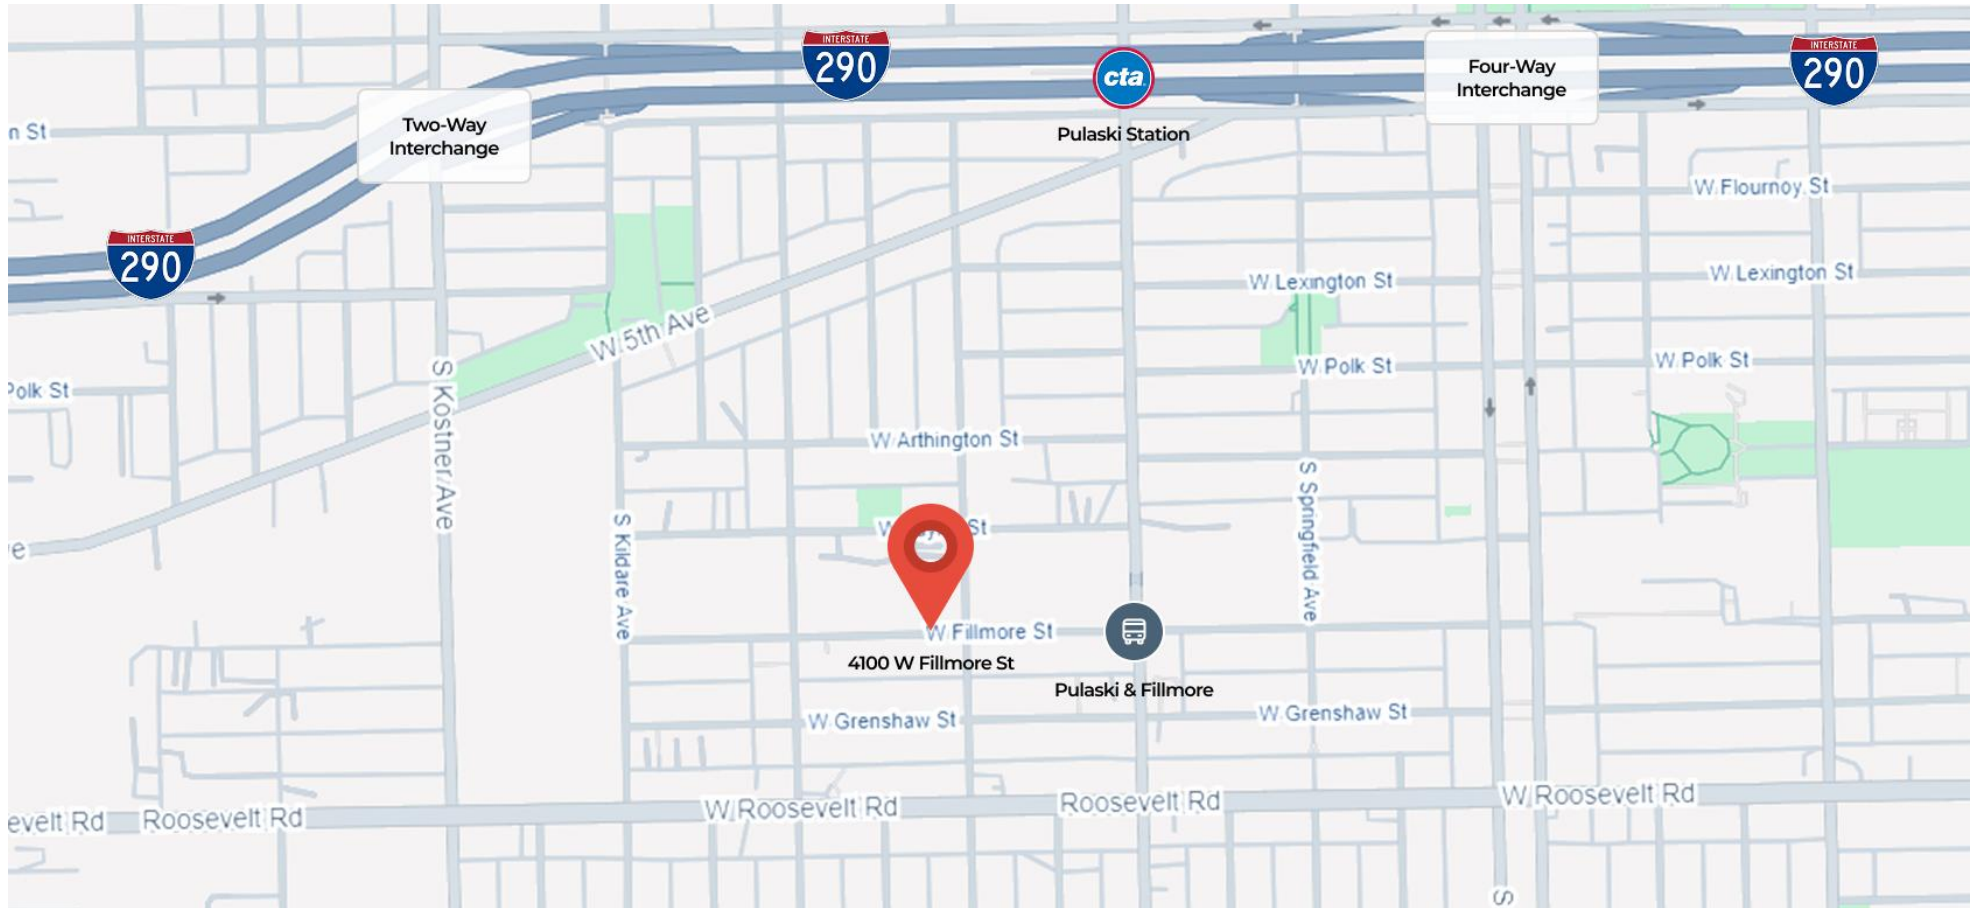 INTERSTATE
290
cta
INTERSTATE
290
Four-Way
Interchange
Two-Way
Interchange
Pulaski Station
n St
W Flournoy St
INTERSTATE
290
W Lexington St
W Lexington St
W 5th Ave
W Polk St
W Polk St
Polk St
S Kostner Ave
W Arthington St
S Springfield Ave
S Kildare Ave
W St
e
W Fillmore St
4100 W Fillmore St
Pulaski & Fillmore
W Grenshaw St
W Grenshaw St
evelt Rd
Roosevelt Rd
W Roosevelt Rd
Roosevelt Rd
W Roosevelt Rd
S